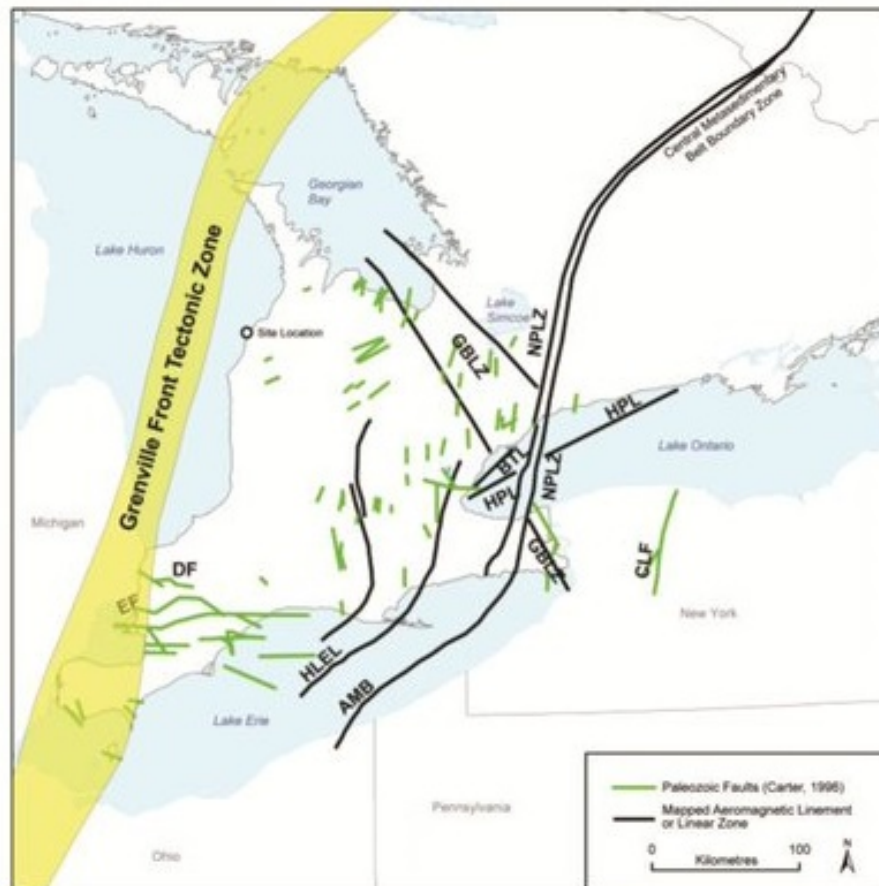 Central Metasedimentary
Belt Boundary Zone
Georgian
Bay
Lake Huron
Grenville Front Tectonic Zone
Lake
Simcoe
Site Location
GBLZ
NPLZ
HPL
Lake Ontario
BTL
HPL
NPLZ
Michigan
GBLZ
CLF
DF
EF
New York
HLEL
AMB
Lake Erie
Pennsylvania
Ohio
Paleozoic Faults (Carter, 1996)
Mapped Aeromagnetic Linement
or Linear Zone
N
0 100
Kilometres